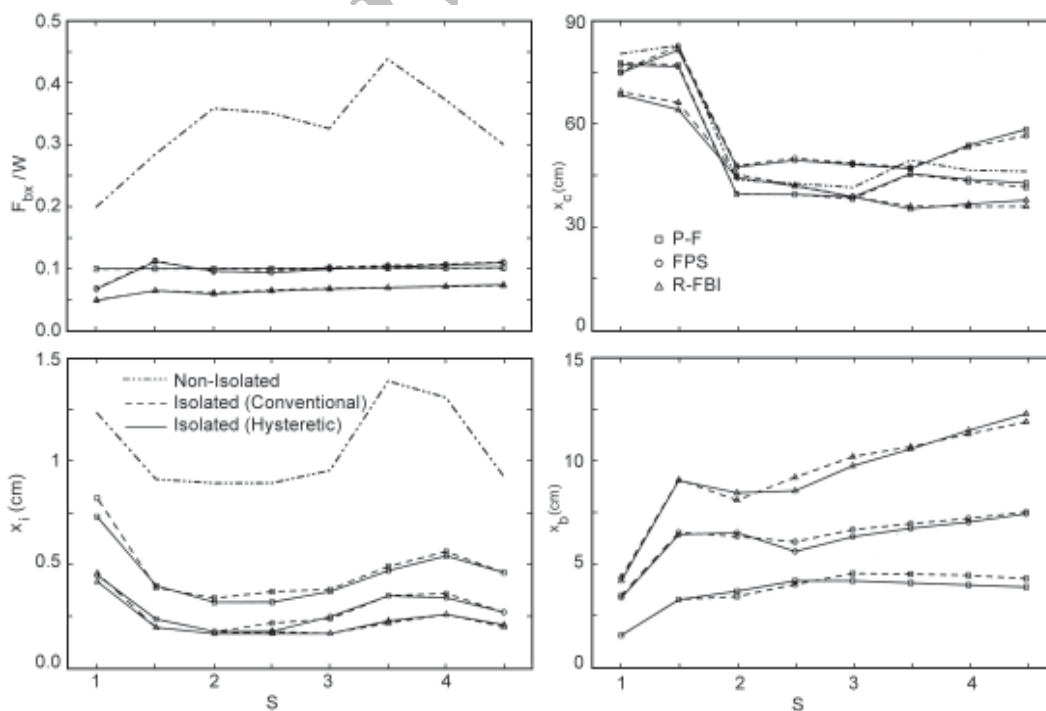 0.5
0.4
0.3
0.2
0.1
0.0
F_bx /W
90
60
30
0
x_c (cm)
P-F
FPS
R-FBI
1.5
1
0.5
0.0
x_i (cm)
Non-Isolated
Isolated (Conventional)
Isolated (Hysteretic)
1 2 3 4
S
15
10
5
0
x_b (cm)
1 2 3 4
S